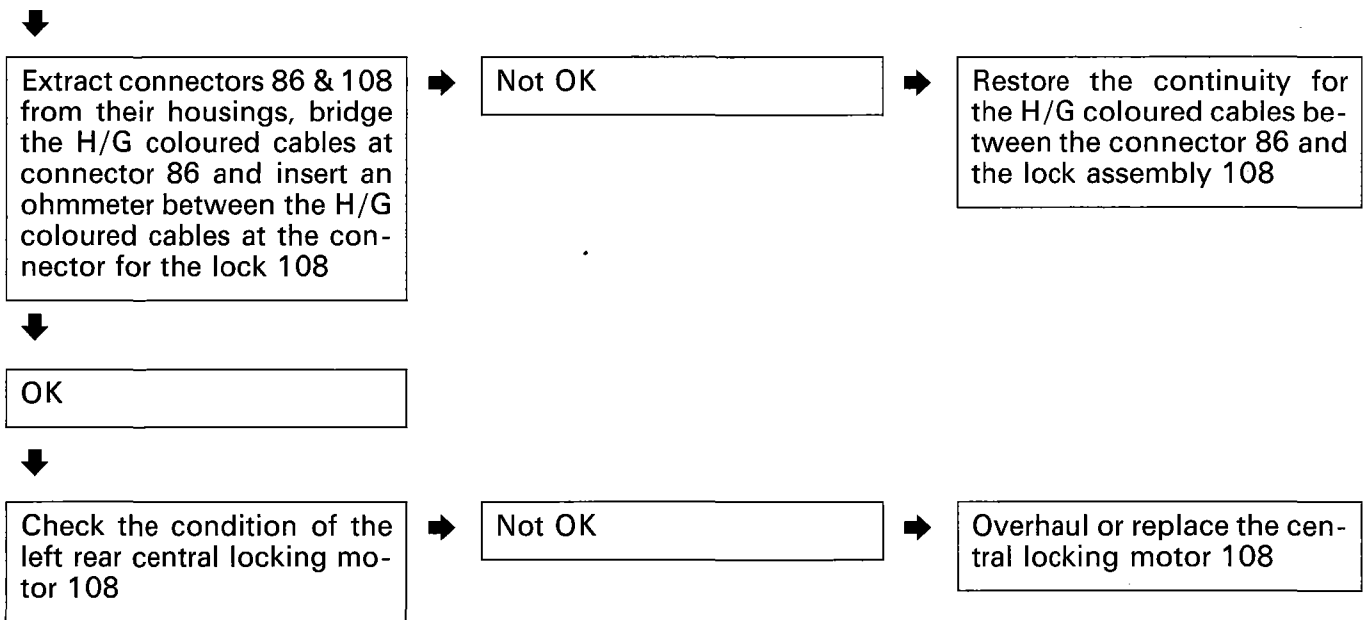 Extract connectors 86 & 108
from their housings, bridge
the H/G coloured cables at
connector 86 and insert an
ohmmeter between the H/G
coloured cables at the con-
nector for the lock 108
Not OK
Restore the continuity for
the H/G coloured cables be-
tween the connector 86 and
the lock assembly 108
OK
Check the condition of the
left rear central locking mo-
tor 108
Not OK
Overhaul or replace the cen-
tral locking motor 108